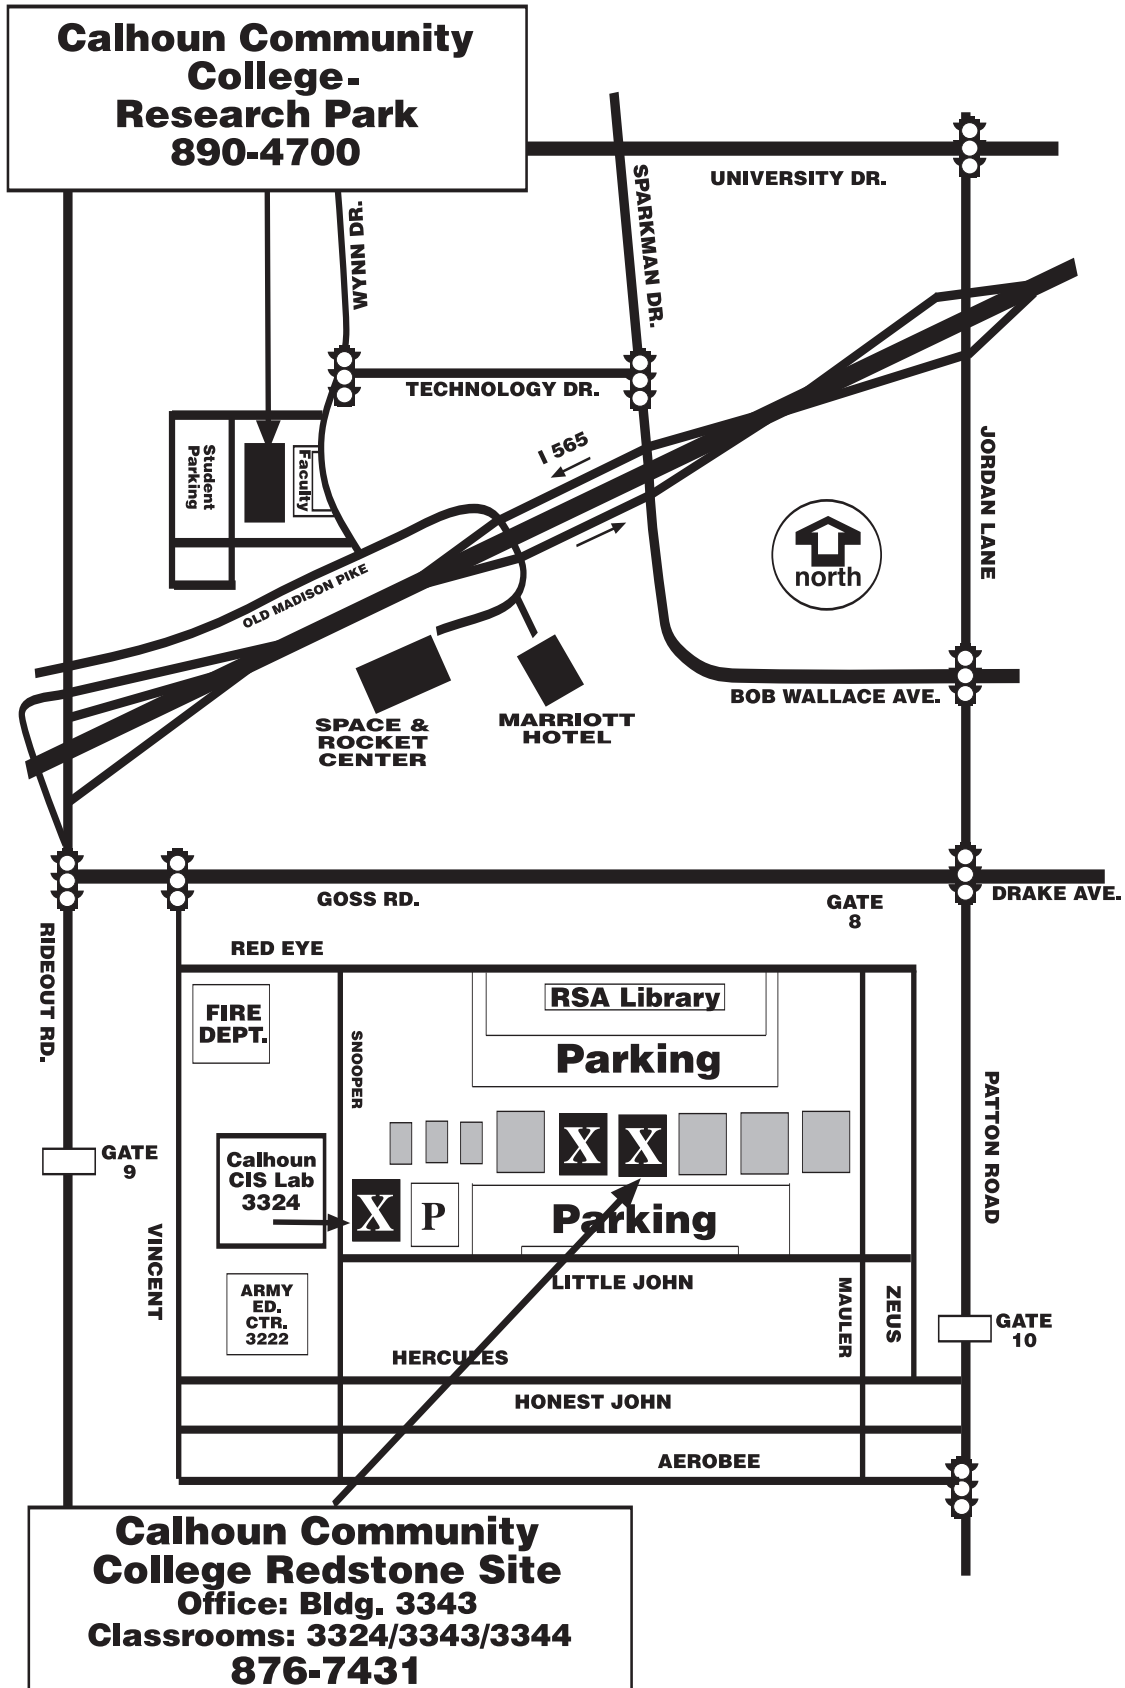 Calhoun Community
College-
Research Park
890-4700
UNIVERSITY DR.
WYNN DR.
SPARKMAN DR.
TECHNOLOGY DR.
I 565
JORDAN LANE
Student
Parking
Faculty
north
OLD MADISON PIKE
BOB WALLACE AVE.
SPACE &
ROCKET
CENTER
MARRIOTT
HOTEL
GOSS RD.
GATE
8
DRAKE AVE.
RIDEOUT RD.
RED EYE
FIRE
DEPT.
SNOOPER
RSA Library
Parking
PATTON ROAD
GATE
9
X
X
Calhoun
CIS Lab
3324
X
P
Parking
VINCENT
LITTLE JOHN
ARMY
ED.
CTR.
3222
MAULER
ZEUS
GATE
10
HERCULES
HONEST JOHN
AEROBEE
Calhoun Community
College Redstone Site
Office: Bldg. 3343
Classrooms: 3324/3343/3344
876-7431